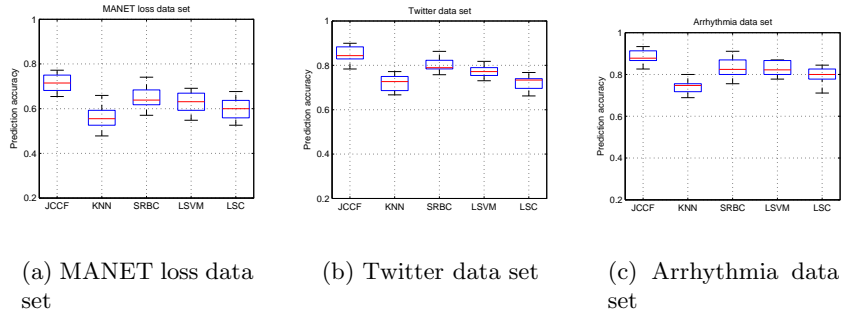 MANET loss data set
1
0.8
0.6
0.4
0.2
Prediction accuracy
JCCF KNN SRBC LSVM LSC
Twitter data set
1
0.8
0.6
0.4
0.2
Prediction accuracy
JCCF KNN SRBC LSVM LSC
Arrhythmia data set
1
0.8
0.6
0.4
0.2
Prediction accuracy
JCCF KNN SRBC LSVM LSC
(a) MANET loss data
set
(b) Twitter data set
(c) Arrhythmia data
set